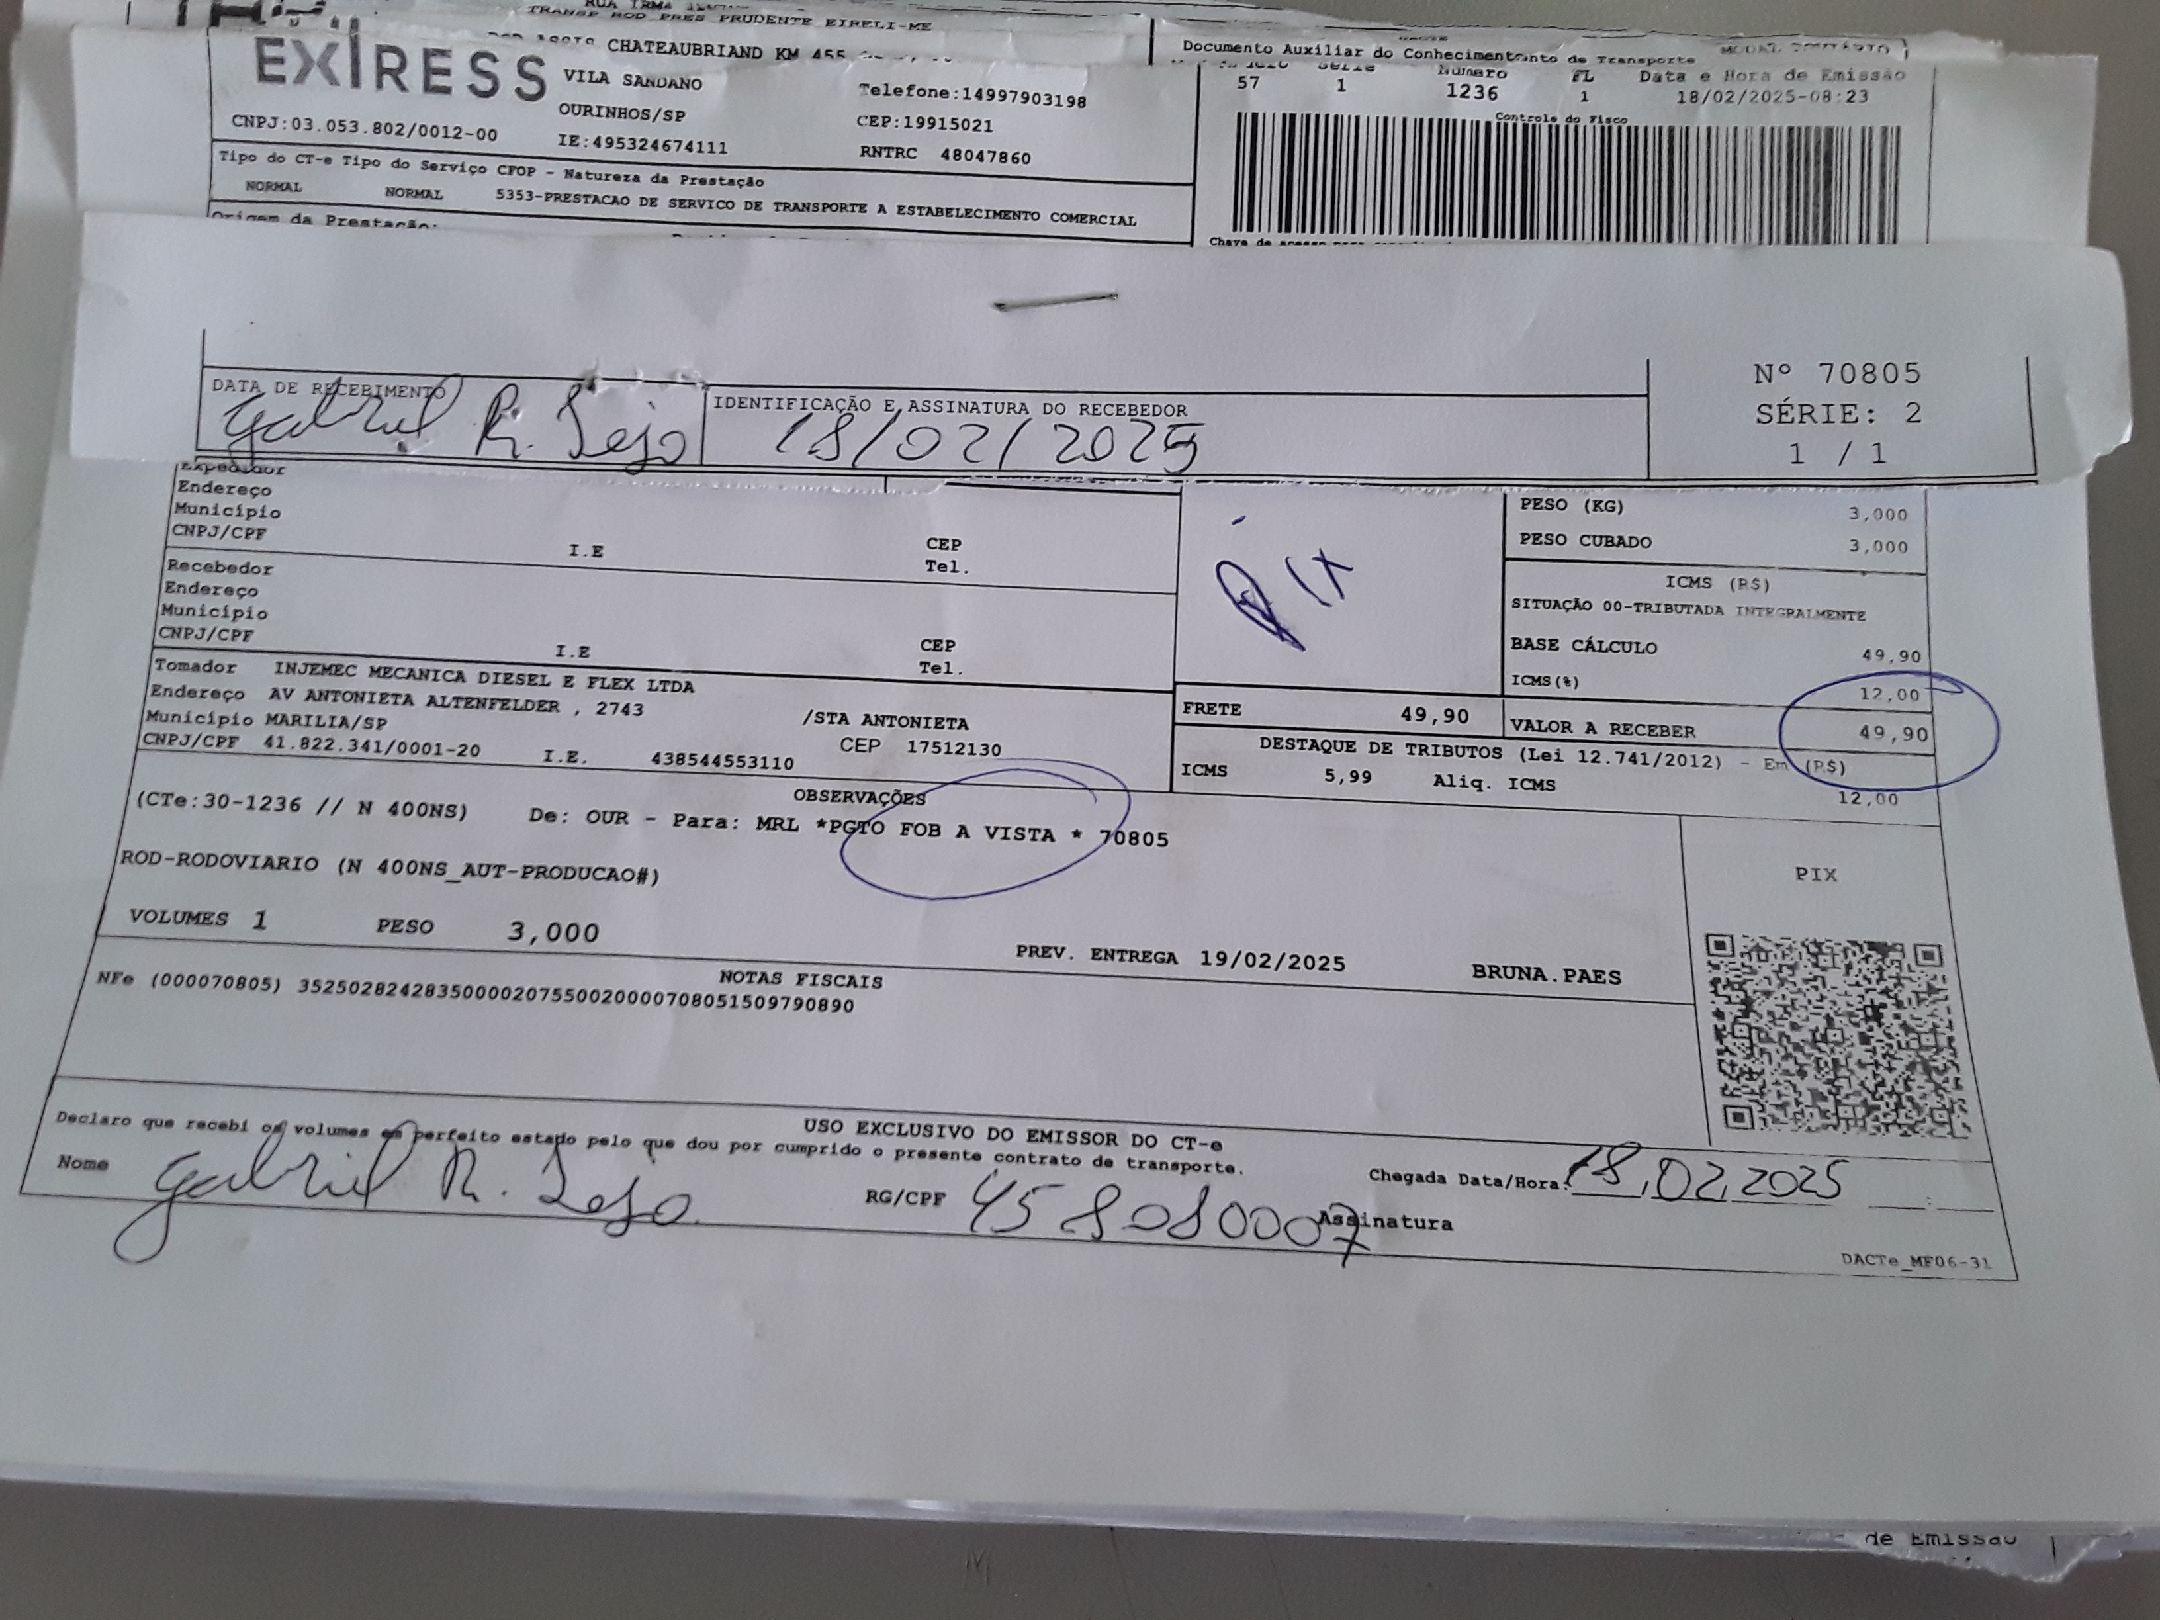 TRANSP ROD PRES PRUDENTE EIRELI-ME
CHATEAUBRIAND KM 455
EXPRESS
VILA SANDANO
Telefone:14997903198
OURINHOS/SP
CEP:19915021
CNPJ:03.053.802/0012-00
IE:495324674111
RNTRC 48047860
Documento Auxiliar do Conhecimento de Transporte
Número FL Data e Hora de Emissão
57 1 1236 1 18/02/2025-08:23
Controle do Fisco
Tipo do CT-e Tipo do Serviço CFOP - Natureza da Prestação
NORMAL NORMAL 5353-PRESTACAO DE SERVICO DE TRANSPORTE A ESTABELECIMENTO COMERCIAL
Origem da Prestação:
DATA DE RECEBIMENTO
Gabriel R.
IDENTIFICAÇÃO E ASSINATURA DO RECEBEDOR
18/02/2025
Nº 70805
SÉRIE: 2
1 / 1
Expedidor
Endereço
Município
CNPJ/CPF I.E CEP
Tel.
Recebedor
Endereço
Município
CNPJ/CPF I.E CEP
Tel.
PIX
PESO (KG) 3,000
PESO CUBADO 3,000
ICMS (R$)
SITUAÇÃO 00-TRIBUTADA INTEGRALMENTE
BASE CÁLCULO 49,90
ICMS(%) 12,00
Tomador INJEMEC MECANICA DIESEL E FLEX LTDA
Endereço AV ANTONIETA ALTENFELDER , 2743 /STA ANTONIETA
Município MARILIA/SP CEP 17512130
CNPJ/CPF 41.822.341/0001-20 I.E. 438544553110
FRETE 49,90 VALOR A RECEBER 49,90
DESTAQUE DE TRIBUTOS (Lei 12.741/2012) - Em (R$)
ICMS 5,99 Aliq. ICMS 12,00
OBSERVAÇÕES
(CTe:30-1236 // N 400NS) De: OUR - Para: MRL *PGTO FOB A VISTA * 70805
ROD-RODOVIARIO (N 400NS_AUT-PRODUCAO#)
VOLUMES 1 PESO 3,000 PREV. ENTREGA 19/02/2025 BRUNA.PAES
PIX
NOTAS FISCAIS
NFe (000070805) 35250282428350000207550020000708051509790890
USO EXCLUSIVO DO EMISSOR DO CT-e
Declaro que recebi os volumes em perfeito estado pelo que dou por cumprido o presente contrato de transporte.
Nome Gabriel R. RG/CPF 458080007 Assinatura
Chegada Data/Hora: 18,02,2025 :
DACTe_MF06-31
de Emissão